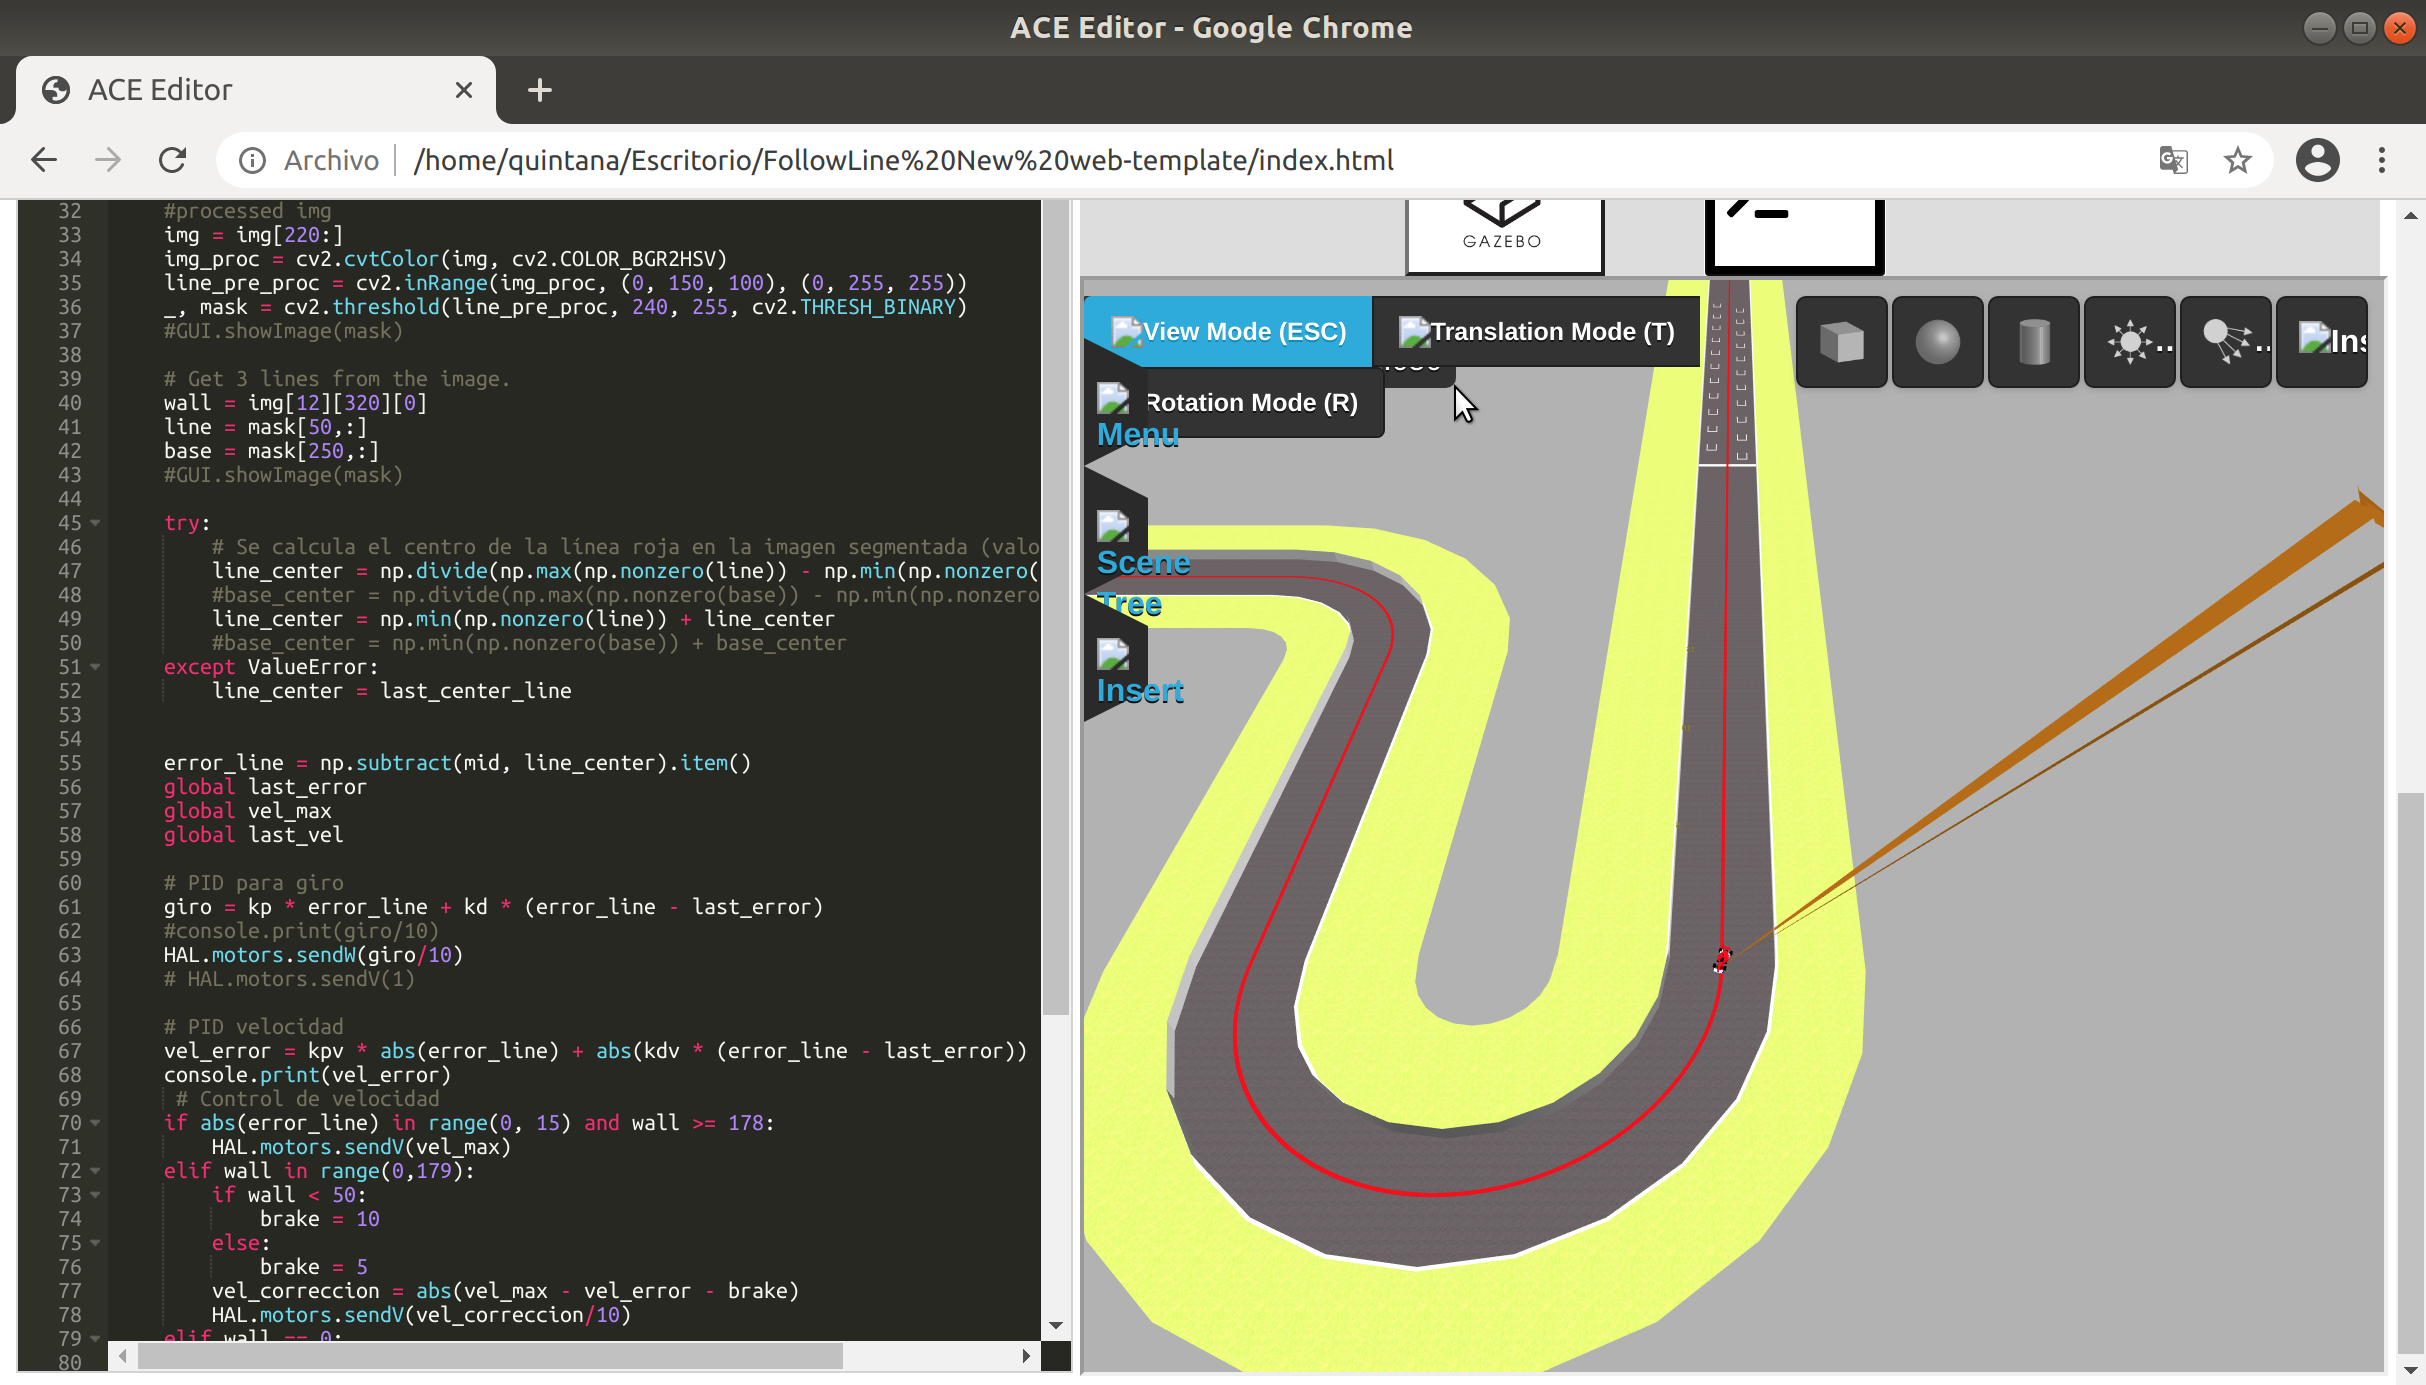 ACE Editor - Google Chrome
ACE Editor
Archivo /home/quintana/Escritorio/FollowLine%20New%20web-template/index.html
32 #processed img
33 img = img[220:]
34 img_proc = cv2.cvtColor(img, cv2.COLOR_BGR2HSV)
35 line_pre_proc = cv2.inRange(img_proc, (0, 150, 100), (0, 255, 255))
36 _, mask = cv2.threshold(line_pre_proc, 240, 255, cv2.THRESH_BINARY)
37 #GUI.showImage(mask)
38
39 # Get 3 lines from the image.
40 wall = img[12][320][0]
41 line = mask[50,:]
42 base = mask[250,:]
43 #GUI.showImage(mask)
44
45 try:
46 # Se calcula el centro de la línea roja en la imagen segmentada (valo
47 line_center = np.divide(np.max(np.nonzero(line)) - np.min(np.nonzero(
48 #base_center = np.divide(np.max(np.nonzero(base)) - np.min(np.nonzero
49 line_center = np.min(np.nonzero(line)) + line_center
50 #base_center = np.min(np.nonzero(base)) + base_center
51 except ValueError:
52 line_center = last_center_line
53
54
55 error_line = np.subtract(mid, line_center).item()
56 global last_error
57 global vel_max
58 global last_vel
59
60 # PID para giro
61 giro = kp * error_line + kd * (error_line - last_error)
62 #console.print(giro/10)
63 HAL.motors.sendW(giro/10)
64 # HAL.motors.sendV(1)
65
66 # PID velocidad
67 vel_error = kpv * abs(error_line) + abs(kdv * (error_line - last_error))
68 console.print(vel_error)
69 # Control de velocidad
70 if abs(error_line) in range(0, 15) and wall >= 178:
71 HAL.motors.sendV(vel_max)
72 elif wall in range(0,179):
73 if wall < 50:
74 brake = 10
75 else:
76 brake = 5
77 vel_correccion = abs(vel_max - vel_error - brake)
78 HAL.motors.sendV(vel_correccion/10)
79 elif wall == 0:
80
GAZEBO
View Mode (ESC)
Translation Mode (T)
Rotation Mode (R)
Menu
Scene
Tree
Insert
..
..
Ins